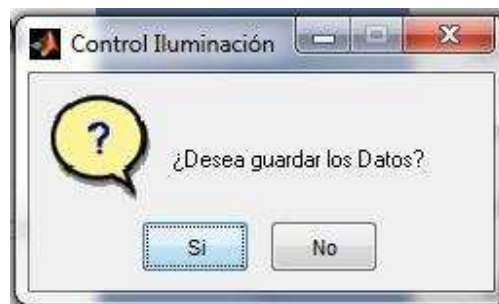 Control Iluminación
?
¿Desea guardar los Datos?
Si
No